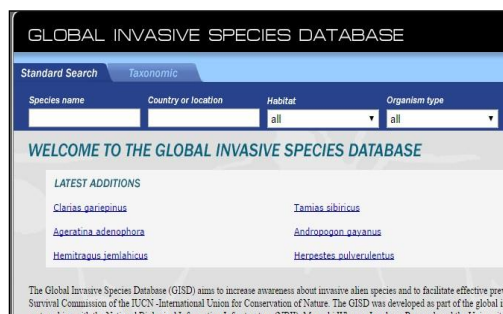 GLOBAL INVASIVE SPECIES DATABASE
Standard Search Taxonomic
Species name Country or location Habitat Organism type
all all
WELCOME TO THE GLOBAL INVASIVE SPECIES DATABASE
LATEST ADDITIONS
Clarias gariepinus Tamias sibiricus
Ageratina adenophora Andropogon gayanus
Hemitragus jemlahicus Herpestes pulverulentus
The Global Invasive Species Database (GISD) aims to increase awareness about invasive alien species and to facilitate effective prev
Survival Commission of the IUCN -International Union for Conservation of Nature. The GISD was developed as part of the global i